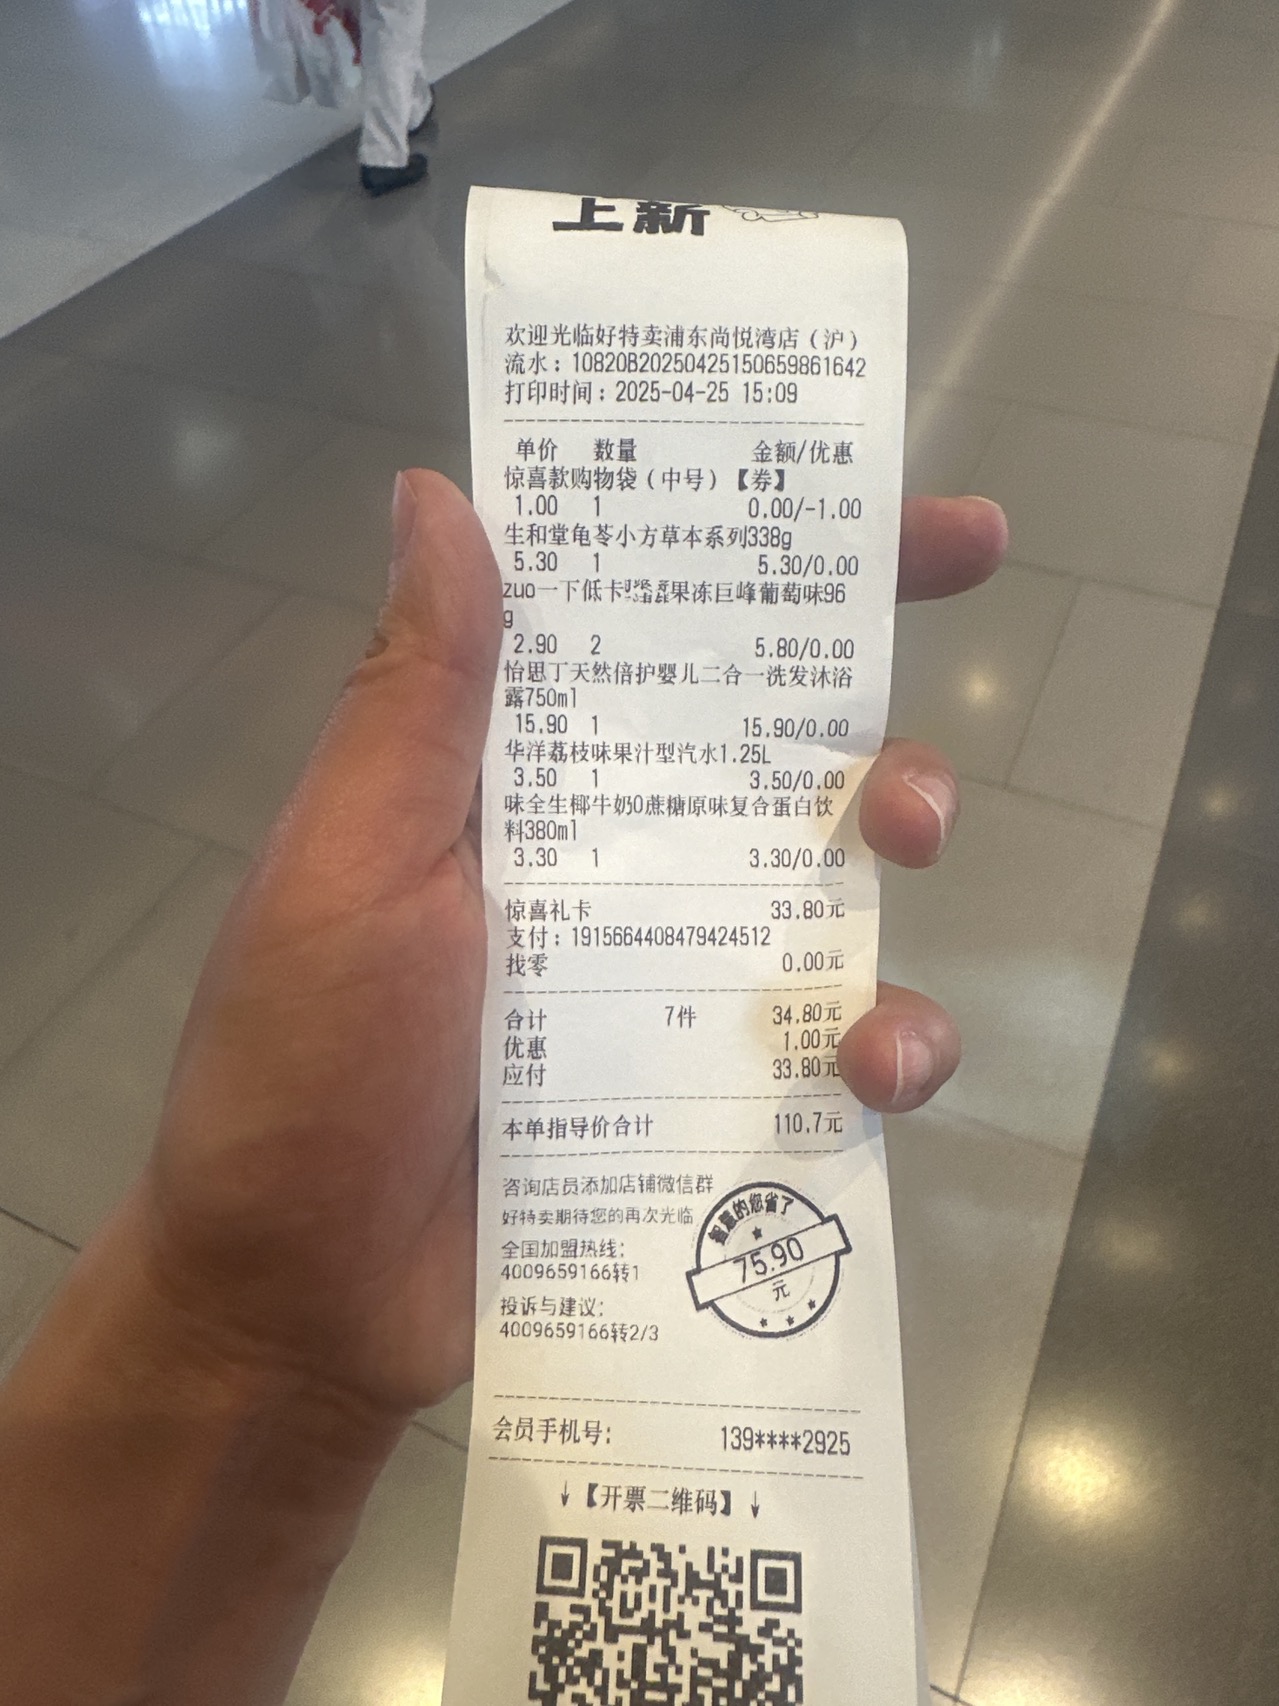 上新
欢迎光临好特卖浦东尚悦湾店（沪）
流水：10820B20250425150659861642
打印时间：2025-04-25 15:09
单价 数量 金额/优惠
惊喜款购物袋（中号）【券】
1.00 1 0.00/-1.00
生和堂龟苓小方草本系列338g
5.30 1 5.30/0.00
zuo一下低卡果冻巨峰葡萄味96
g
2.90 2 5.80/0.00
怡思丁天然倍护婴儿二合一洗发沐浴
露750ml
15.90 1 15.90/0.00
华洋荔枝味果汁型汽水1.25L
3.50 1 3.50/0.00
味全生椰牛奶0蔗糖原味复合蛋白饮
料380ml
3.30 1 3.30/0.00
惊喜礼卡 33.80元
支付：1915664408479424512
找零 0.00元
合计 7件 34.80元
优惠 1.00元
应付 33.80元
本单指导价合计 110.7元
咨询店员添加店铺微信群
好特卖期待您的再次光临
全国加盟热线：
4009659166转1
投诉与建议：
4009659166转2/3
智慧的您省了
75.90
元
会员手机号： 139****2925
↓【开票二维码】↓